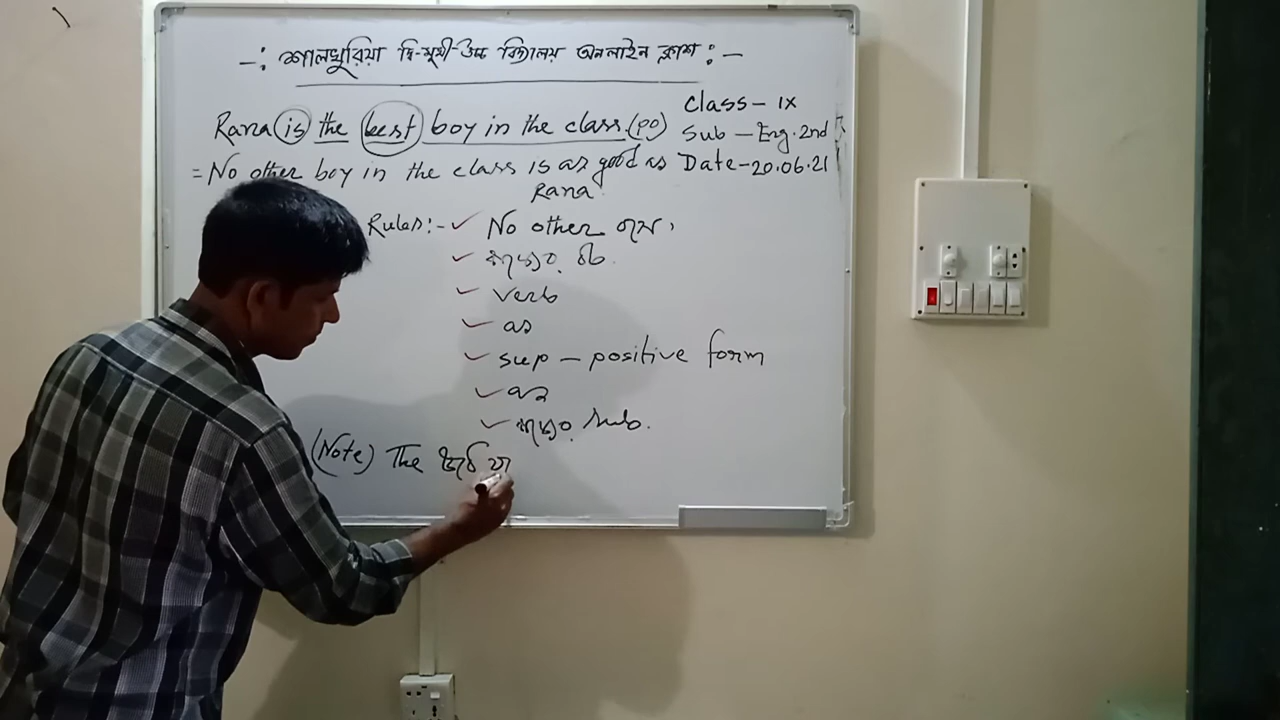 -: শালখুরিয়া দ্বি-মূখী-উচ্চ বিদ্যালয় অনলাইন ক্লাশ :-
Class - IX
Rana is the best boy in the class. (po)
Sub - Eng. 2nd
= No other boy in the class is as good as
Date - 20.06.21
Rana
Rules :- ✓ No other বসে,
✓ শেষের
✓ verb
✓ as
✓ sup - positive form
✓ as
✓ sub.
(Note) The